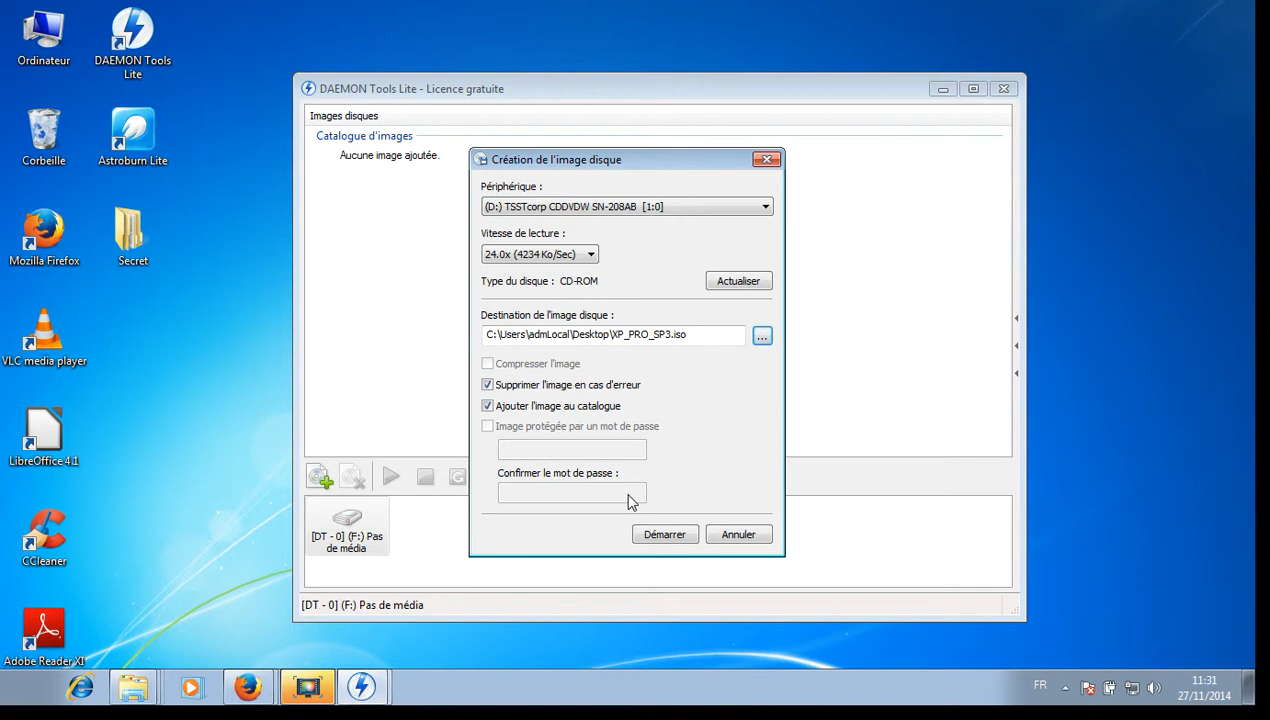 Ordinateur
DAEMON Tools
Lite
Corbeille
Astroburn Lite
Mozilla Firefox
Secret
VLC media player
LibreOffice 4.1
CCleaner
Adobe Reader XI
DAEMON Tools Lite - Licence gratuite
Images disques
Catalogue d'images
Aucune image ajoutée.
Création de l'image disque
Périphérique :
(D:) TSSTcorp CDDVDW SN-208AB [1:0]
Vitesse de lecture :
24.0x (4234 Ko/Sec)
Type du disque : CD-ROM
Actualiser
Destination de l'image disque :
C:\Users\admLocal\Desktop\XP_PRO_SP3.iso
...
Compresser l'image
Supprimer l'image en cas d'erreur
Ajouter l'image au catalogue
Image protégée par un mot de passe
Confirmer le mot de passe :
Démarrer
Annuler
[DT - 0] (F:) Pas
de média
[DT - 0] (F:) Pas de média
FR
11:31
27/11/2014